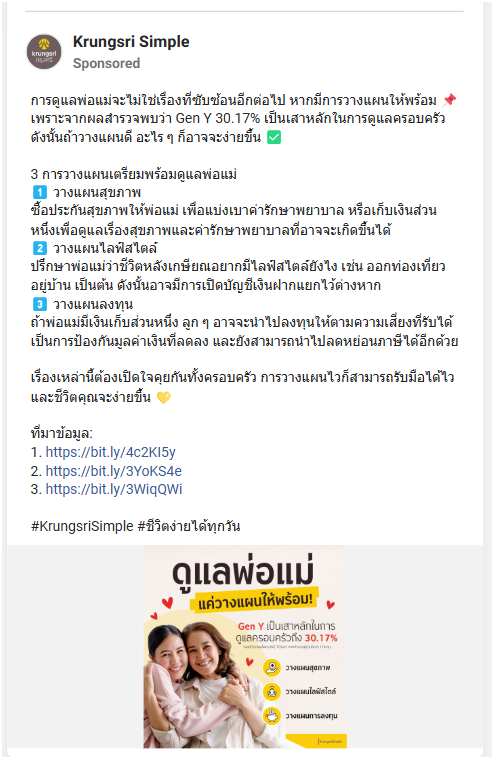 Krungsri Simple
Sponsored
krungsri
กรุงศรี
การดูแลพ่อแม่จะไม่ใช่เรื่องที่ซับซ้อนอีกต่อไป หากมีการวางแผนให้พร้อม 📌
เพราะจากผลสำรวจพบว่า Gen Y 30.17% เป็นเสาหลักในการดูแลครอบครัว
ดังนั้นถ้าวางแผนดี อะไร ๆ ก็อาจจะง่ายขึ้น ✅
3 การวางแผนเตรียมพร้อมดูแลพ่อแม่
1️⃣ วางแผนสุขภาพ
ซื้อประกันสุขภาพให้พ่อแม่ เพื่อแบ่งเบาค่ารักษาพยาบาล หรือเก็บเงินส่วน
หนึ่งเพื่อดูแลเรื่องสุขภาพและค่ารักษาพยาบาลที่อาจจะเกิดขึ้นได้
2️⃣ วางแผนไลฟ์สไตล์
ปรึกษาพ่อแม่ว่าชีวิตหลังเกษียณอยากมีไลฟ์สไตล์ยังไง เช่น ออกท่องเที่ยว
อยู่บ้าน เป็นต้น ดังนั้นอาจมีการเปิดบัญชีเงินฝากแยกไว้ต่างหาก
3️⃣ วางแผนลงทุน
ถ้าพ่อแม่มีเงินเก็บส่วนหนึ่ง ลูก ๆ อาจจะนำไปลงทุนให้ตามความเสี่ยงที่รับได้
เป็นการป้องกันมูลค่าเงินที่ลดลง และยังสามารถนำไปลดหย่อนภาษีได้อีกด้วย
เรื่องเหล่านี้ต้องเปิดใจคุยกันทั้งครอบครัว การวางแผนไวก็สามารถรับมือได้ไว
และชีวิตคุณจะง่ายขึ้น 💛
ที่มาข้อมูล:
1. https://bit.ly/4c2KI5y
2. https://bit.ly/3YoKS4e
3. https://bit.ly/3WiqQWi
#KrungsriSimple #ชีวิตง่ายได้ทุกวัน
ดูแลพ่อแม่
แค่วางแผนให้พร้อม!
Gen Y เป็นเสาหลักในการ
ดูแลครอบครัวถึง 30.17%
วางแผนสุขภาพ
วางแผนไลฟ์สไตล์
วางแผนการลงทุน